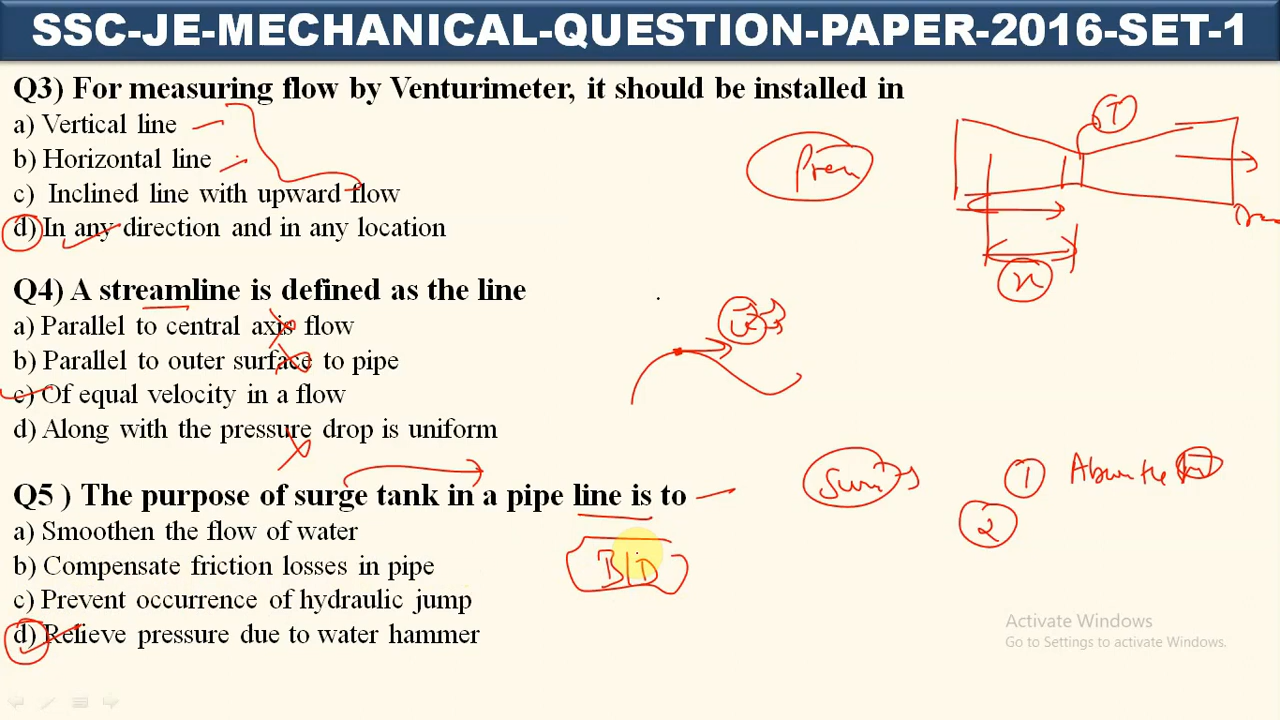 SSC-JE-MECHANICAL-QUESTION-PAPER-2016-SET-1
Q3) For measuring flow by Venturimeter, it should be installed in
a) Vertical line
b) Horizontal line
c) Inclined line with upward flow
d) In any direction and in any location
Q4) A streamline is defined as the line
a) Parallel to central axis flow
b) Parallel to outer surface to pipe
c) Of equal velocity in a flow
d) Along with the pressure drop is uniform
Q5 ) The purpose of surge tank in a pipe line is to
a) Smoothen the flow of water
b) Compensate friction losses in pipe
c) Prevent occurrence of hydraulic jump
d) Relieve pressure due to water hammer
T
x
1
2
B/D
Activate Windows
Go to Settings to activate Windows.